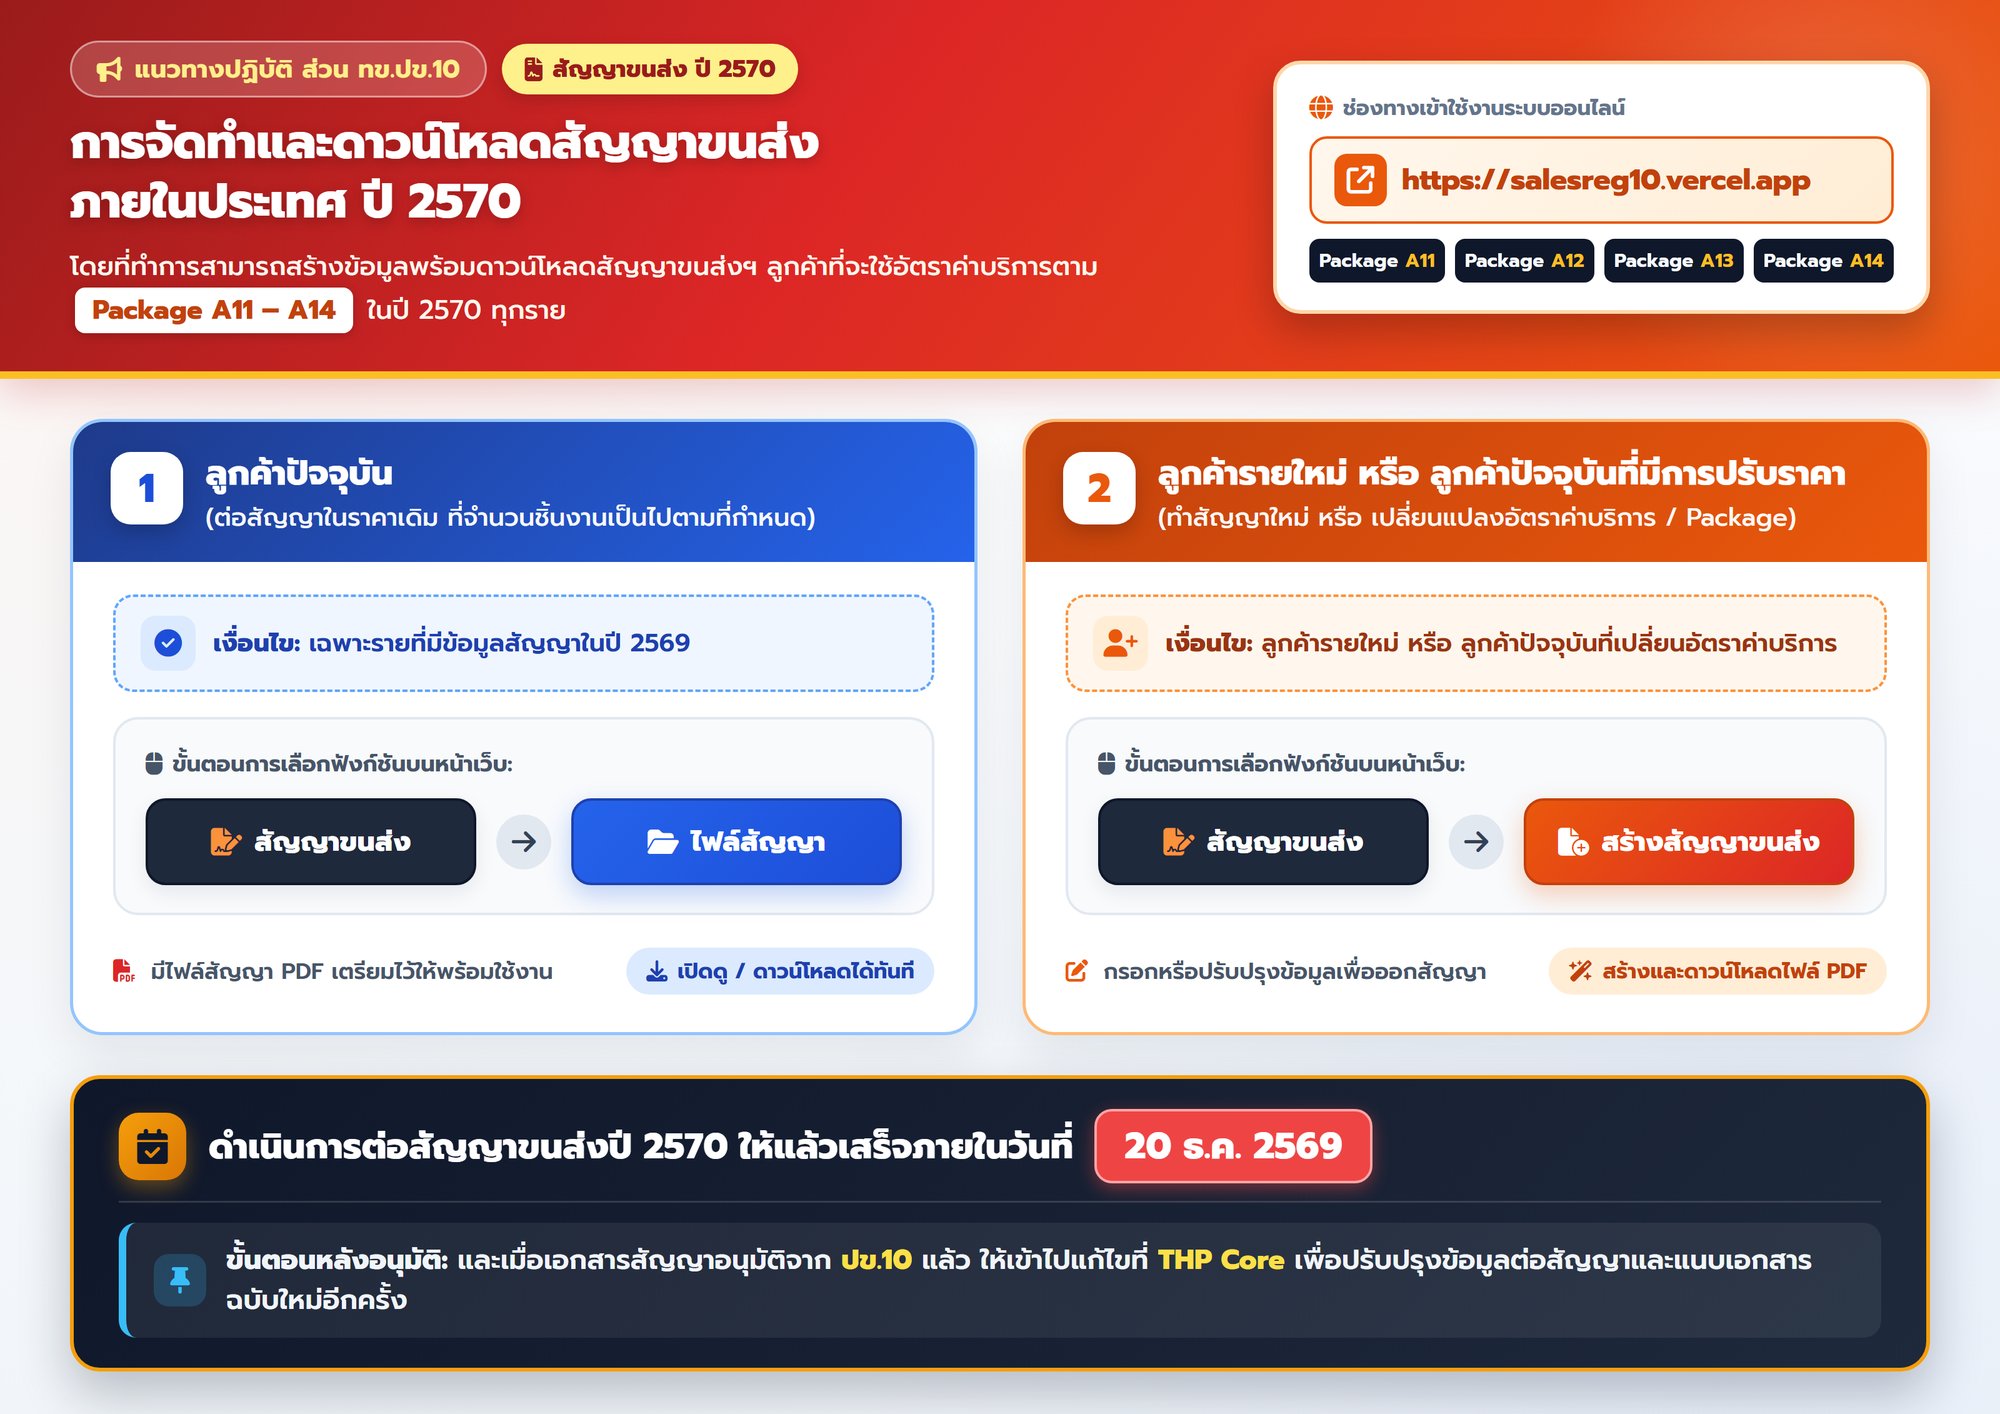 แนวทางปฏิบัติ ส่วน ทข.ปข.10
สัญญาขนส่ง ปี 2570
การจัดทำและดาวน์โหลดสัญญาขนส่ง
ภายในประเทศ ปี 2570
โดยที่ทำการสามารถสร้างข้อมูลพร้อมดาวน์โหลดสัญญาขนส่งฯ ลูกค้าที่จะใช้อัตราค่าบริการตาม
Package A11 – A14 ในปี 2570 ทุกราย
ช่องทางเข้าใช้งานระบบออนไลน์
https://salesreg10.vercel.app
Package A11 Package A12 Package A13 Package A14
1
ลูกค้าปัจจุบัน
(ต่อสัญญาในราคาเดิม ที่จำนวนชิ้นงานเป็นไปตามที่กำหนด)
เงื่อนไข: เฉพาะรายที่มีข้อมูลสัญญาในปี 2569
ขั้นตอนการเลือกฟังก์ชันบนหน้าเว็บ:
สัญญาขนส่ง
ไฟล์สัญญา
PDF มีไฟล์สัญญา PDF เตรียมไว้ให้พร้อมใช้งาน
เปิดดู / ดาวน์โหลดได้ทันที
2
ลูกค้ารายใหม่ หรือ ลูกค้าปัจจุบันที่มีการปรับราคา
(ทำสัญญาใหม่ หรือ เปลี่ยนแปลงอัตราค่าบริการ / Package)
เงื่อนไข: ลูกค้ารายใหม่ หรือ ลูกค้าปัจจุบันที่เปลี่ยนอัตราค่าบริการ
ขั้นตอนการเลือกฟังก์ชันบนหน้าเว็บ:
สัญญาขนส่ง
สร้างสัญญาขนส่ง
กรอกหรือปรับปรุงข้อมูลเพื่อออกสัญญา
สร้างและดาวน์โหลดไฟล์ PDF
ดำเนินการต่อสัญญาขนส่งปี 2570 ให้แล้วเสร็จภายในวันที่ 20 ธ.ค. 2569
ขั้นตอนหลังอนุมัติ: และเมื่อเอกสารสัญญาอนุมัติจาก ปข.10 แล้ว ให้เข้าไปแก้ไขที่ THP Core เพื่อปรับปรุงข้อมูลต่อสัญญาและแนบเอกสาร
ฉบับใหม่อีกครั้ง